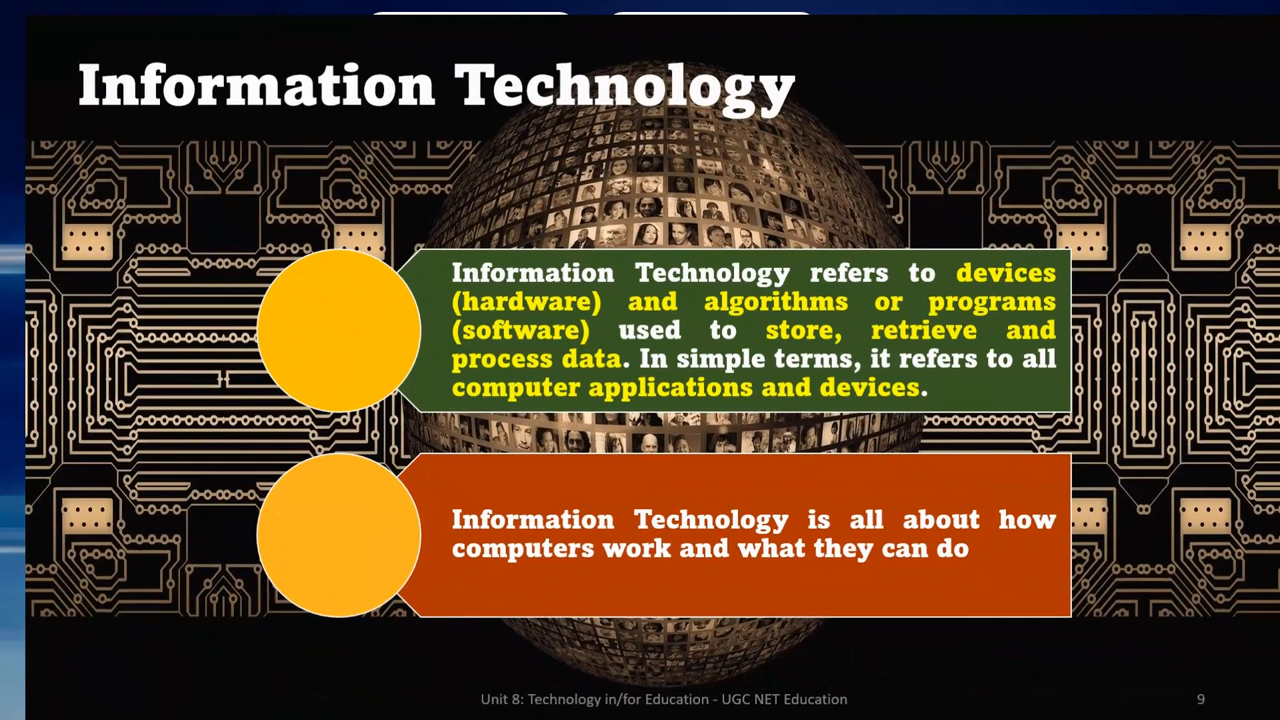 Information Technology
Information Technology refers to devices
(hardware) and algorithms or programs
(software) used to store, retrieve and
process data. In simple terms, it refers to all
computer applications and devices.
Information Technology is all about how
computers work and what they can do
Unit 8: Technology in/for Education - UGC NET Education
9